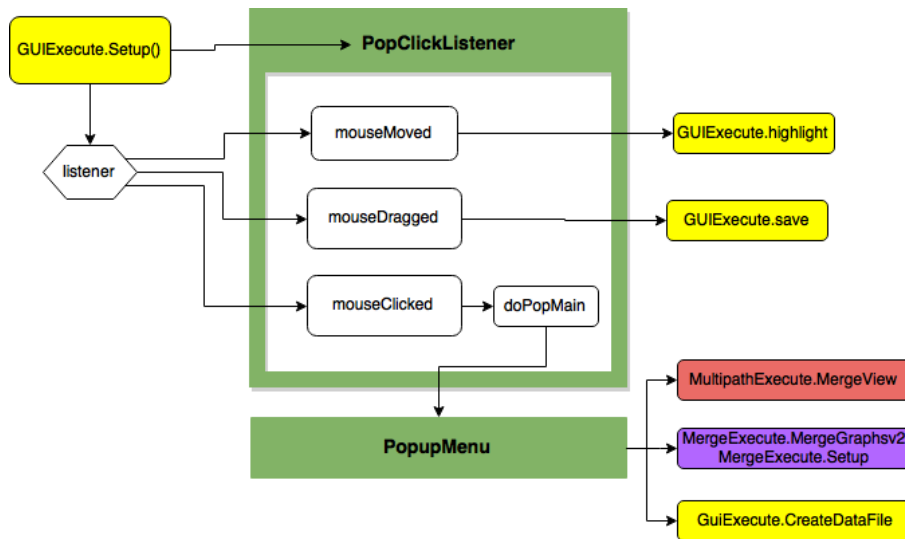 GUIExecute.Setup()
PopClickListener
listener
mouseMoved
GUIExecute.highlight
mouseDragged
GUIExecute.save
mouseClicked
doPopMain
MultipathExecute.MergeView
PopupMenu
MergeExecute.MergeGraphsv2
MergeExecute.Setup
GuiExecute.CreateDataFile